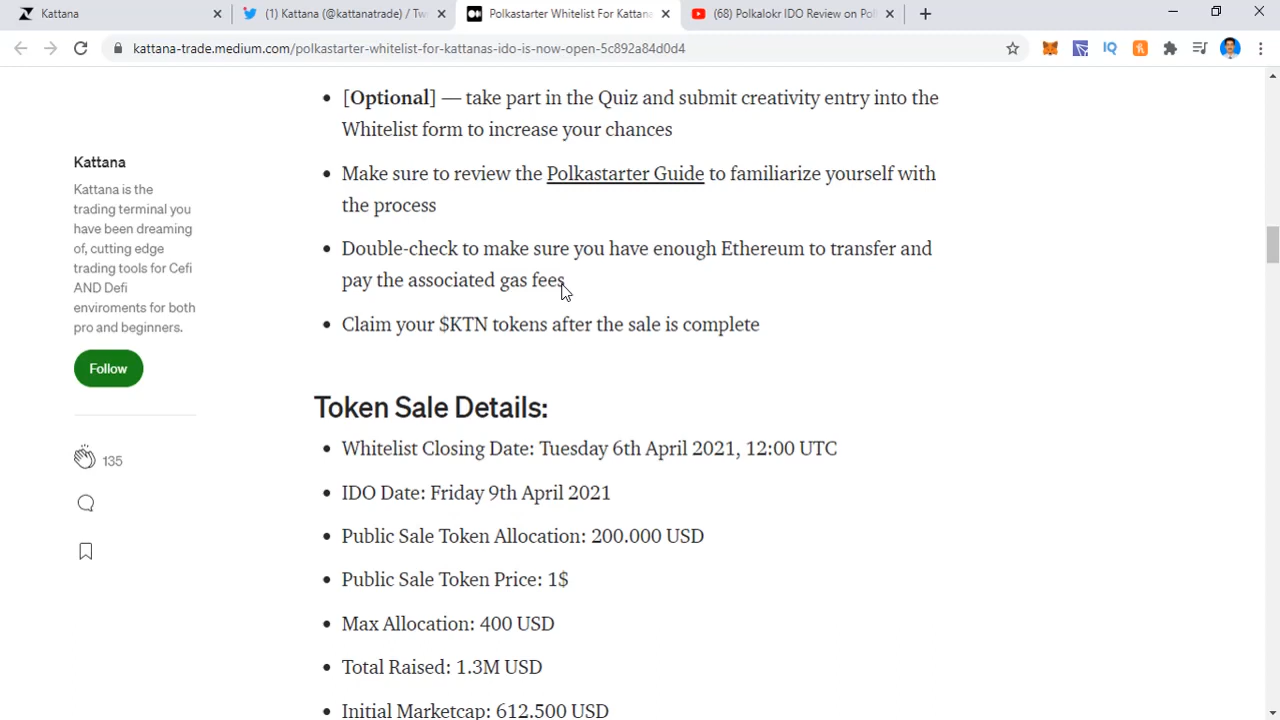 Kattana
(1) Kattana (@kattanatrade) / Tw
Polkastarter Whitelist For Kattana
(68) Polkalokr IDO Review on Pol
kattana-trade.medium.com/polkastarter-whitelist-for-kattanas-ido-is-now-open-5c892a84d0d4
IQ
[Optional] — take part in the Quiz and submit creativity entry into the
Whitelist form to increase your chances
Make sure to review the Polkastarter Guide to familiarize yourself with
the process
Double-check to make sure you have enough Ethereum to transfer and
pay the associated gas fees
Claim your $KTN tokens after the sale is complete
Kattana
Kattana is the
trading terminal you
have been dreaming
of, cutting edge
trading tools for Cefi
AND Defi
enviroments for both
pro and beginners.
Follow
135
Token Sale Details:
Whitelist Closing Date: Tuesday 6th April 2021, 12:00 UTC
IDO Date: Friday 9th April 2021
Public Sale Token Allocation: 200.000 USD
Public Sale Token Price: 1$
Max Allocation: 400 USD
Total Raised: 1.3M USD
Initial Marketcap: 612.500 USD